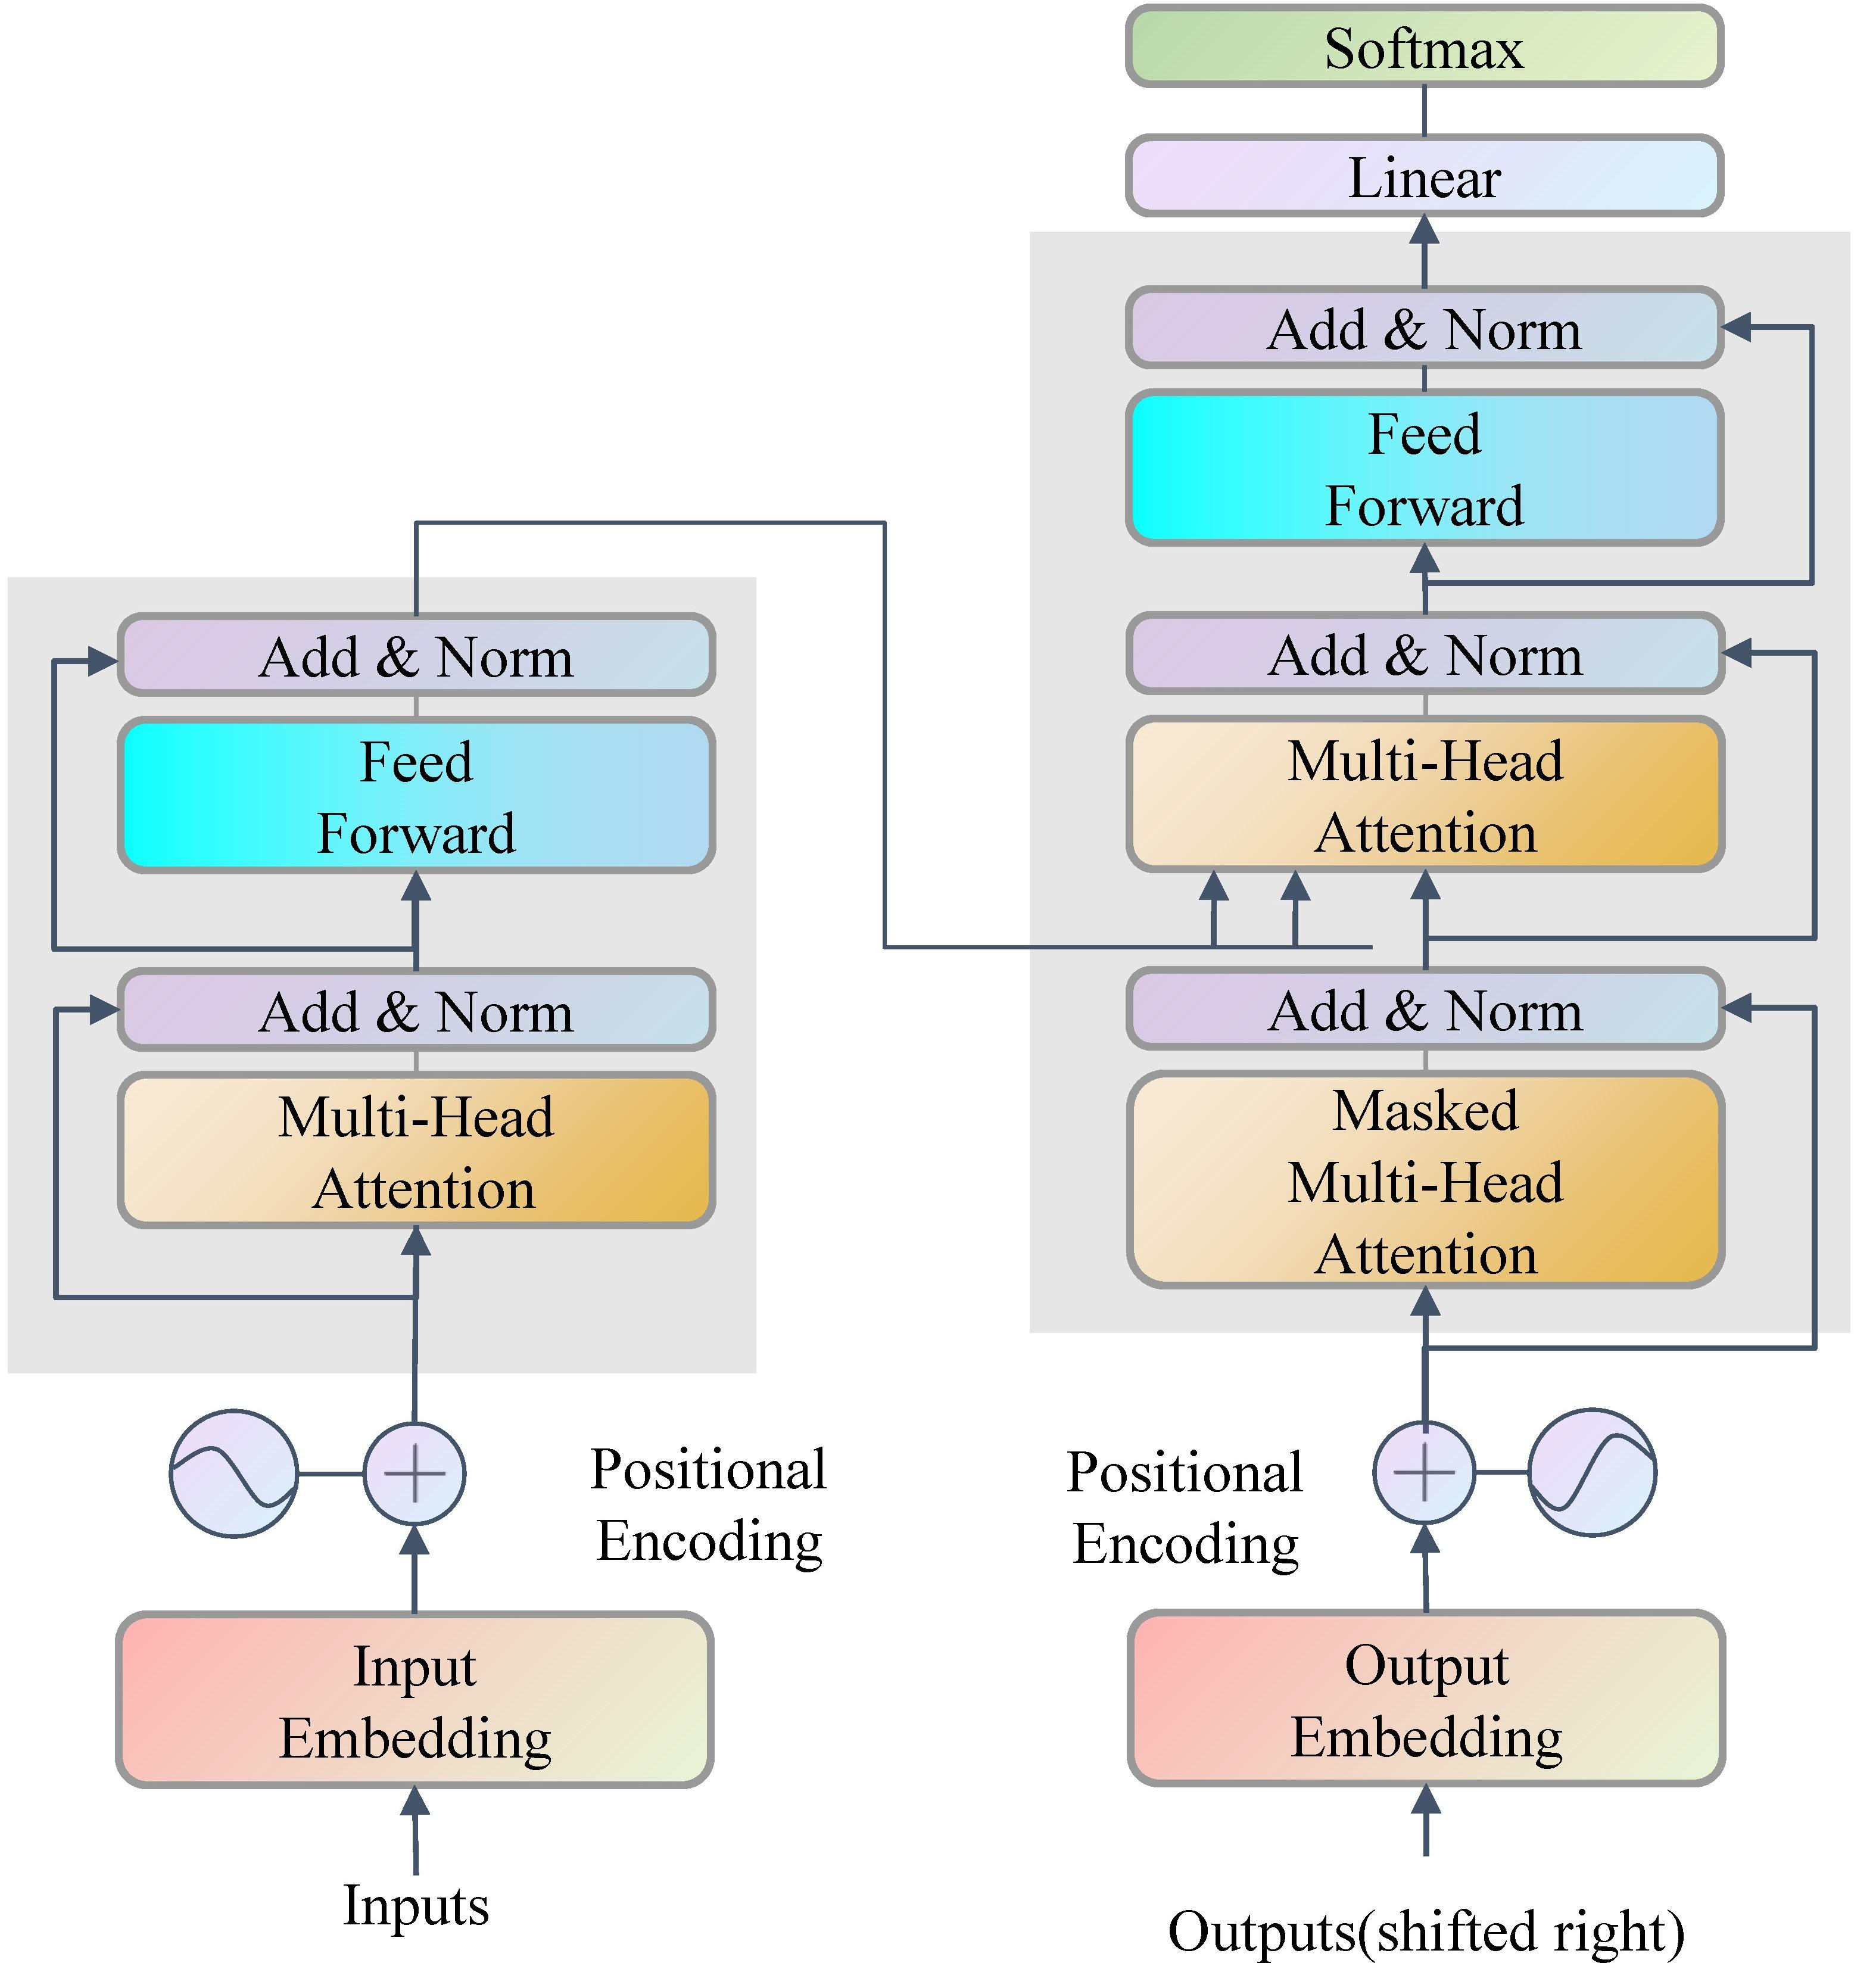 Softmax
Linear
Add & Norm
Feed
Forward
Add & Norm
Multi-Head
Attention
Add & Norm
Masked
Multi-Head
Attention
Positional
Encoding
Output
Embedding
Outputs(shifted right)
Add & Norm
Feed
Forward
Add & Norm
Multi-Head
Attention
Positional
Encoding
Input
Embedding
Inputs